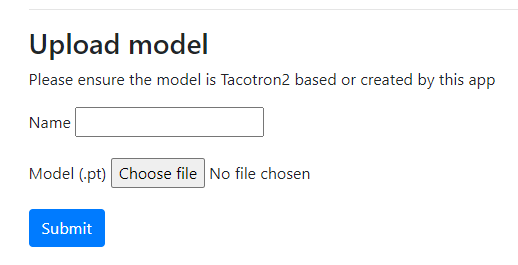 Upload model
Please ensure the model is Tacotron2 based or created by this app
Name
Model (.pt) Choose file No file chosen
Submit